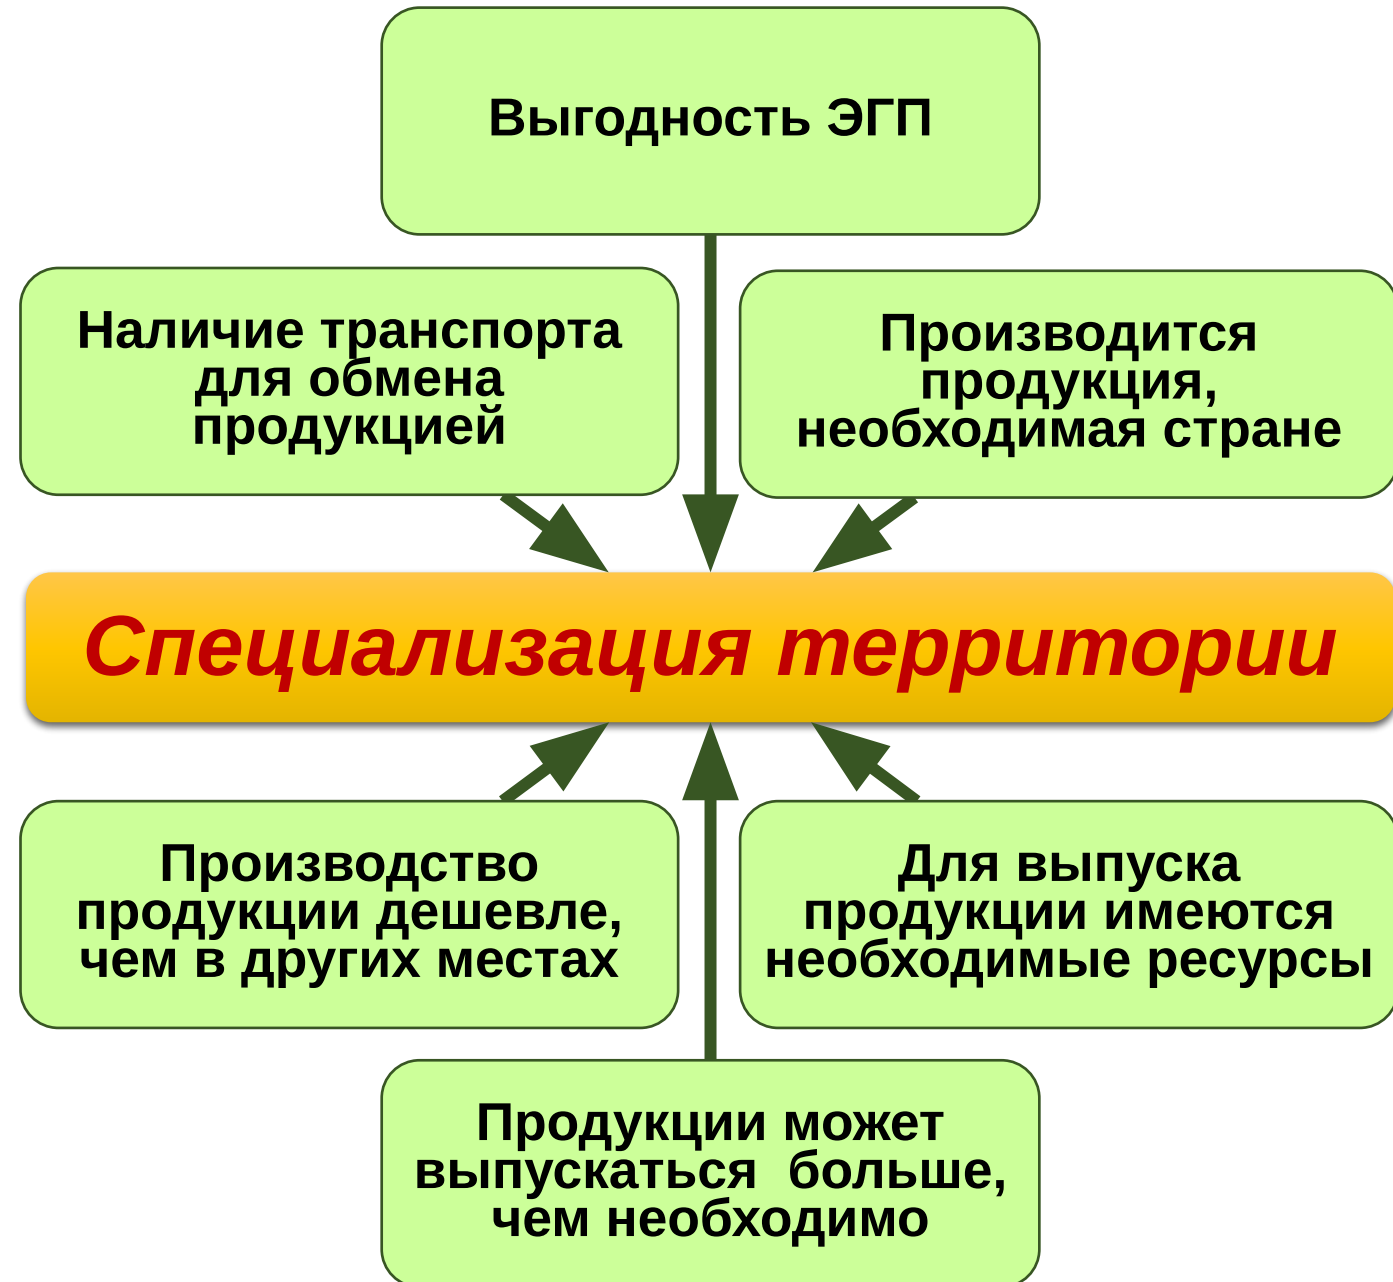 Выгодность ЭГП
Наличие транспорта
для обмена
продукцией
Производится
продукция,
необходимая стране
Специализация территории
Производство
продукции дешевле,
чем в других местах
Для выпуска
продукции имеются
необходимые ресурсы
Продукции может
выпускаться  больше,
чем необходимо